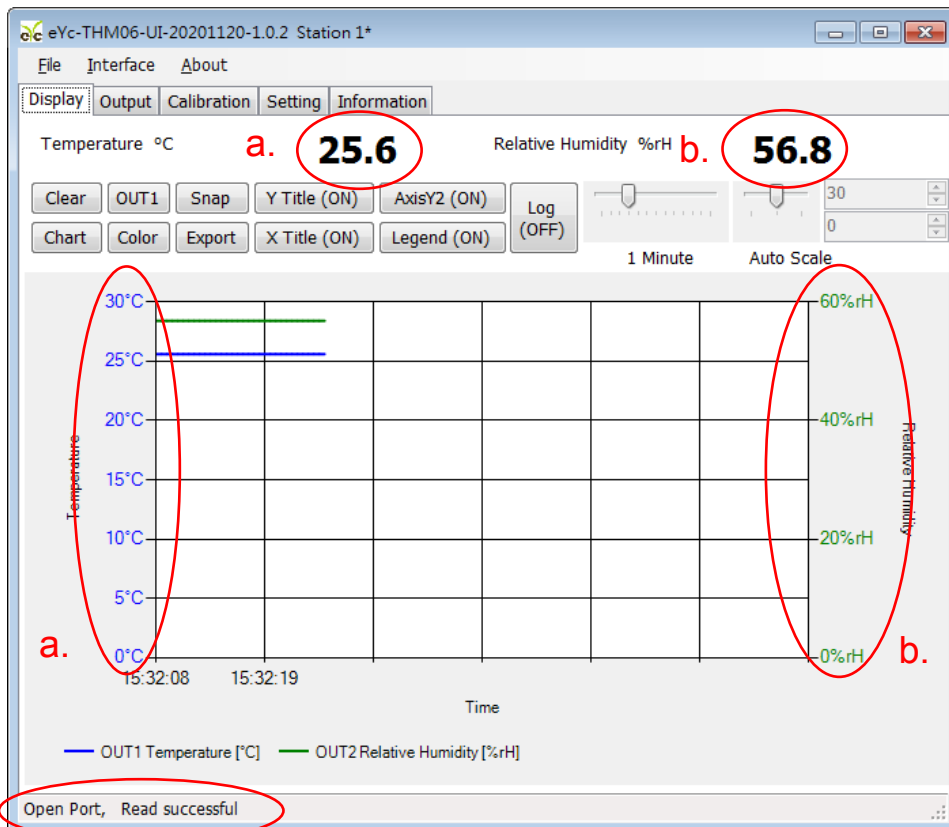 eYc eYc-THM06-UI-20201120-1.0.2 Station 1*
File Interface About
Display Output Calibration Setting Information
Temperature °C a. 25.6 Relative Humidity %rH b. 56.8
Clear OUT1 Snap Y Title (ON) AxisY2 (ON) Log (OFF) 30
Chart Color Export X Title (ON) Legend (ON) 0
1 Minute Auto Scale
30°C 60%rH
25°C
20°C 40%rH
Temperature
15°C
Relative Humidity
10°C 20%rH
5°C
a. b.
0°C 0%rH
15:32:08 15:32:19
Time
OUT1 Temperature [°C] OUT2 Relative Humidity [%rH]
Open Port, Read successful